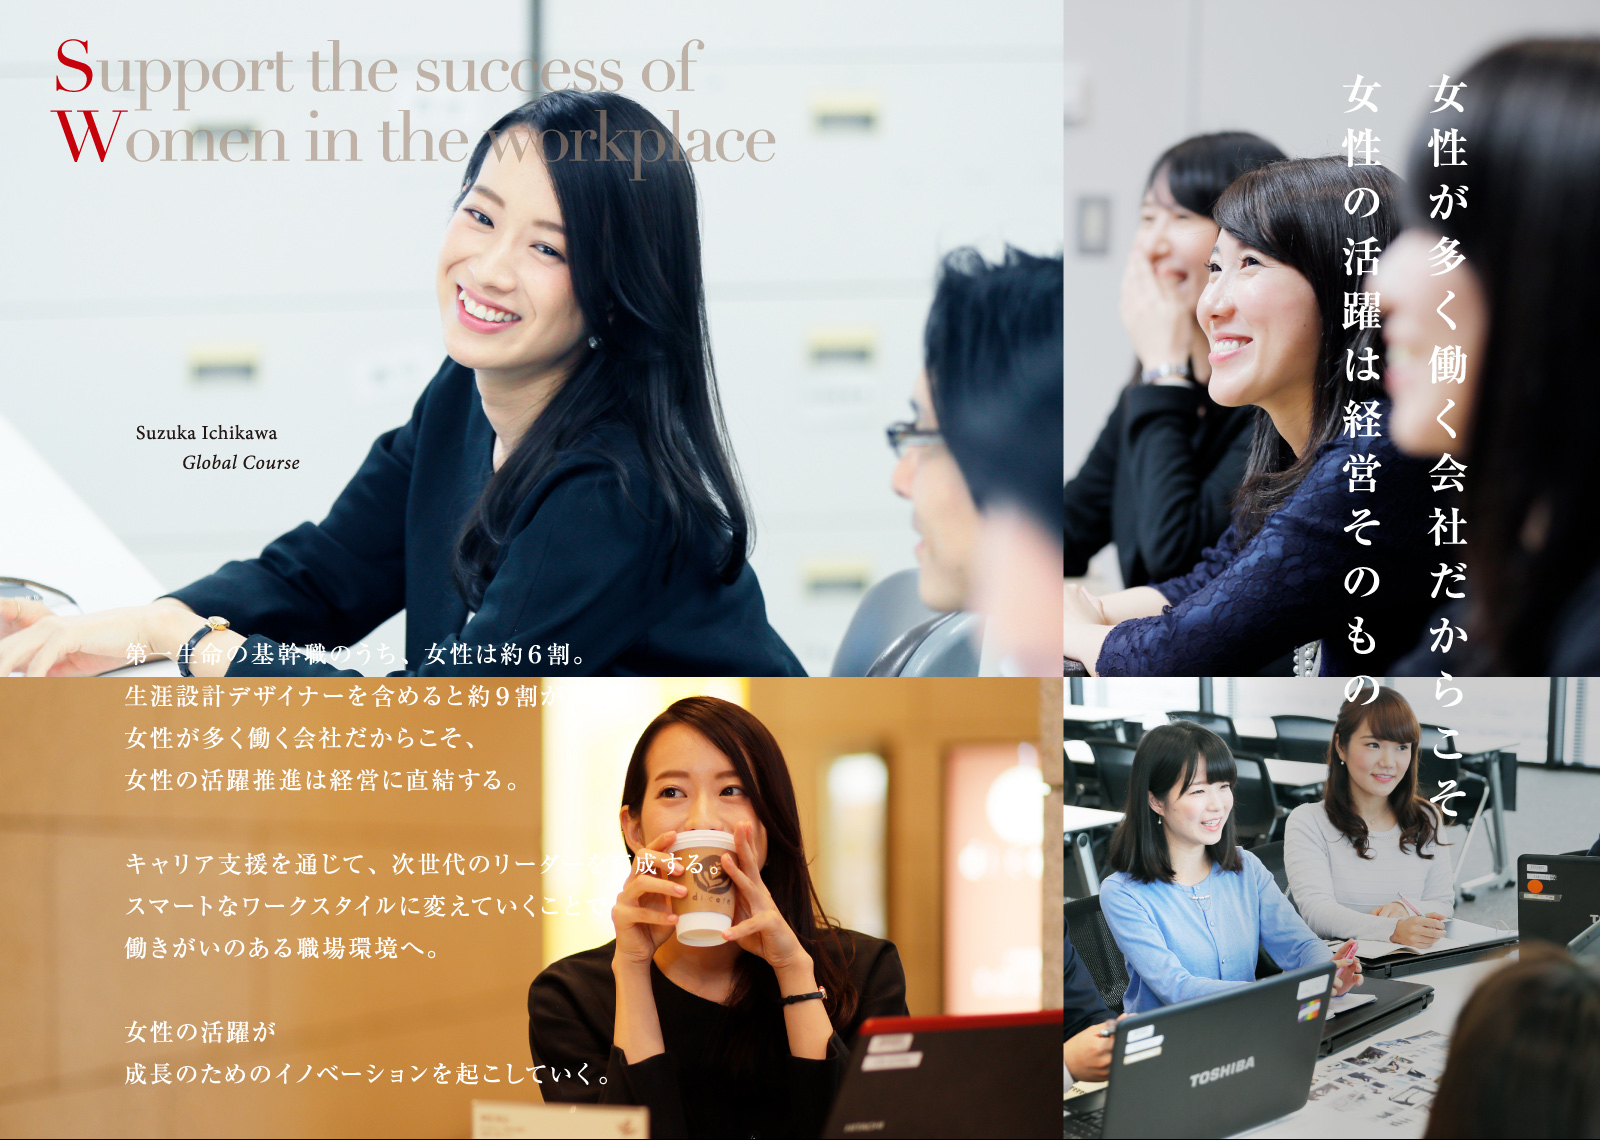 Support the success of
Women in the workplace
女性が多く働く会社だからこそ
女性の活躍は経営そのもの
Suzuka Ichikawa
Global Course
第一生命の基幹職のうち、女性は約6割。
生涯設計デザイナーを含めると約9割が
女性が多く働く会社だからこそ、
女性の活躍推進は経営に直結する。
キャリア支援を通じて、次世代のリーダーを育成する。
スマートなワークスタイルに変えていくことで
働きがいのある職場環境へ。
女性の活躍が
成長のためのイノベーションを起こしていく。
TOSHIBA